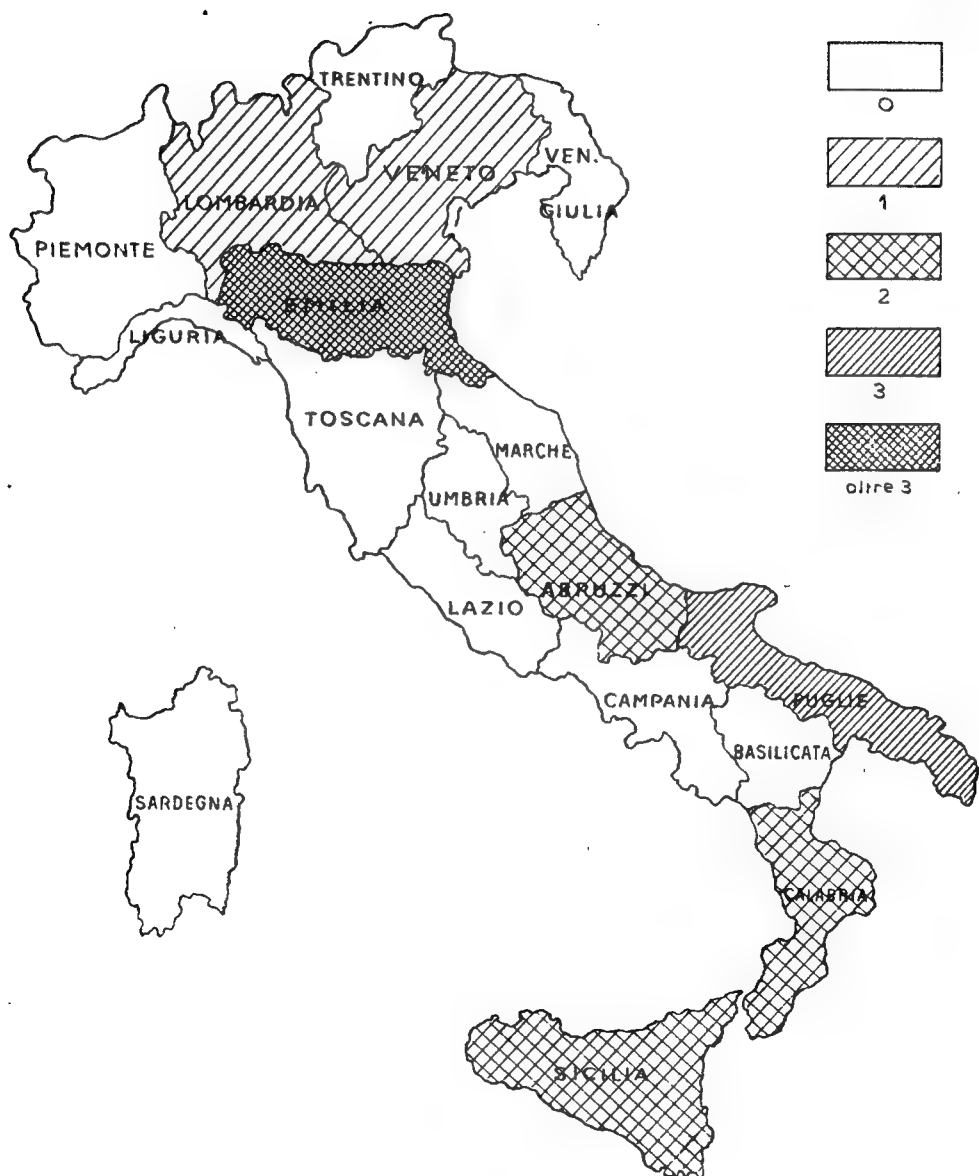 TRENTINO
VENETO
VEN.
GIULIA
LOMBARDIA
PIEMONTE
EMILIA
LIGURIA
TOSCANA
MARCHE
UMBRIA
ABRUZZI
LAZIO
CAMPANIA
PUGLIE
BASILICATA
SARDEGNA
CALABRIA
SICILIA
0
1
2
3
oltre 3